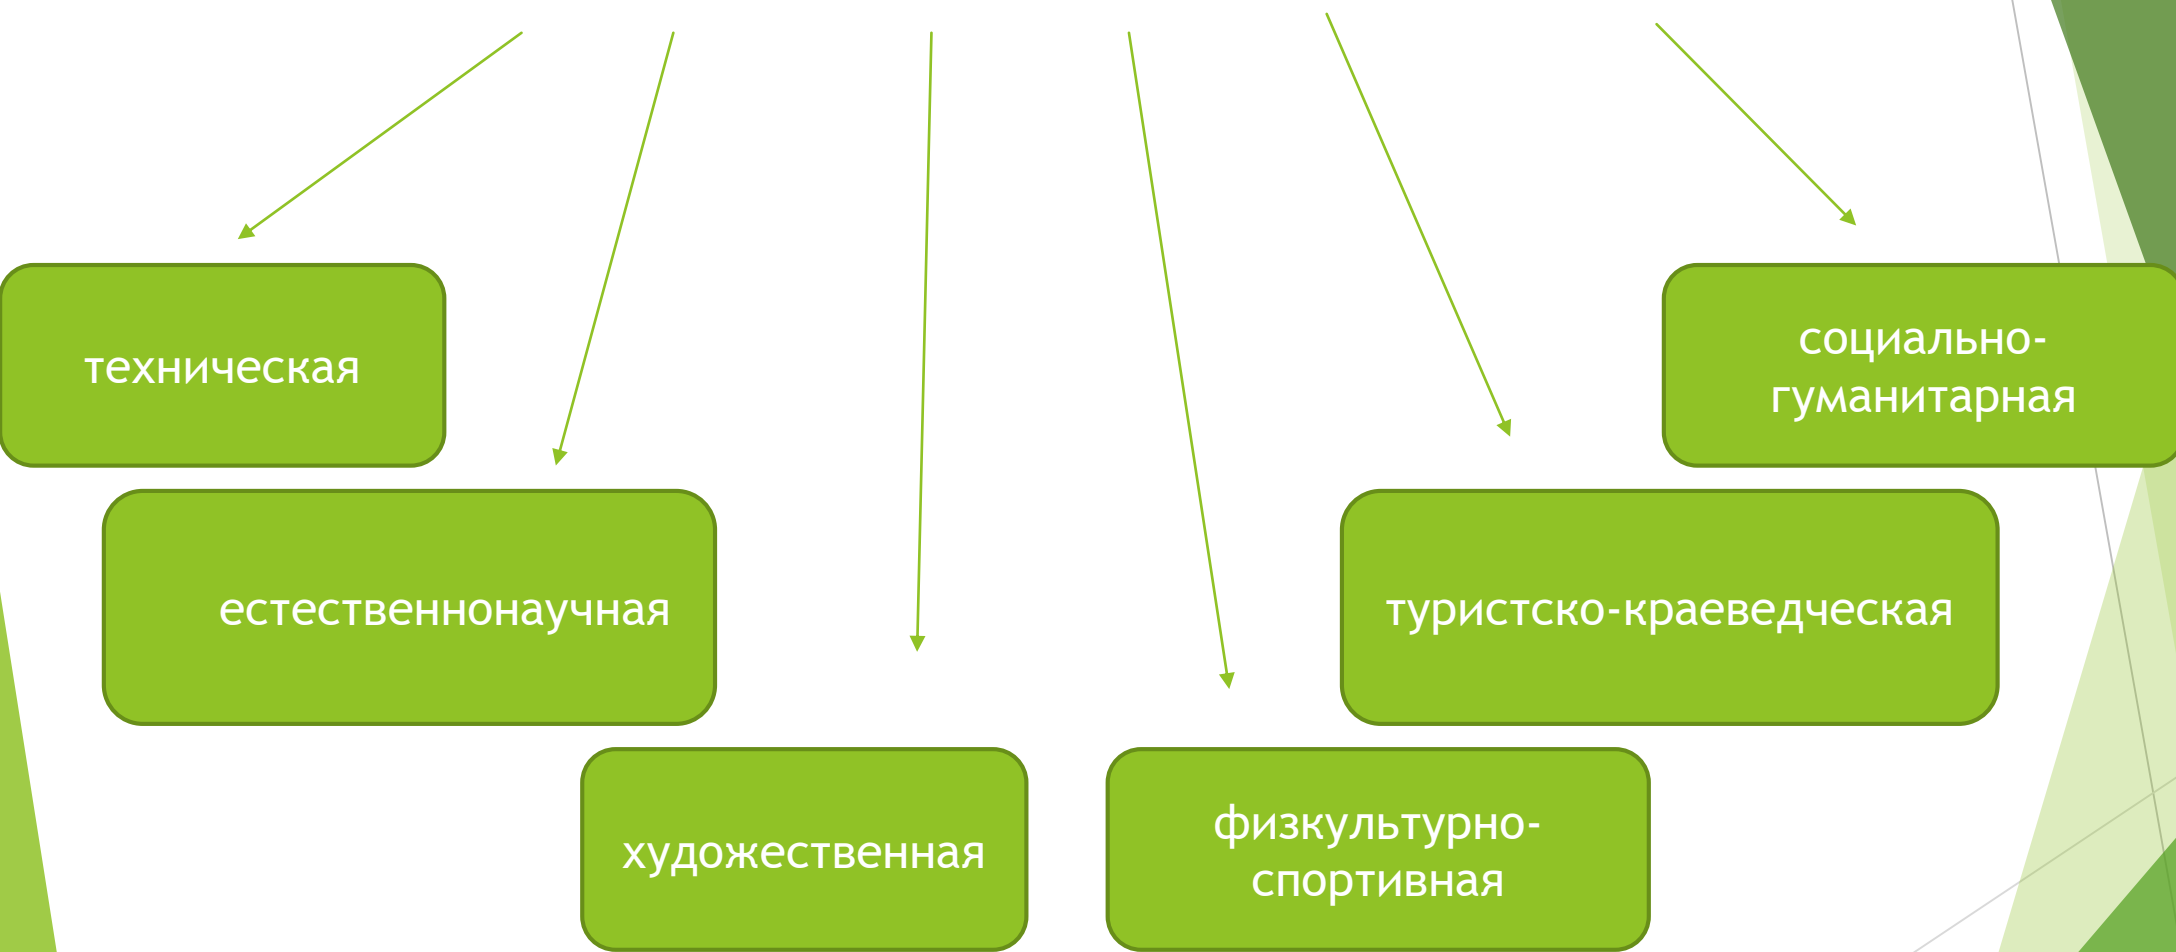 техническая
социально-
гуманитарная
естественнонаучная
туристско-краеведческая
художественная
физкультурно-
спортивная